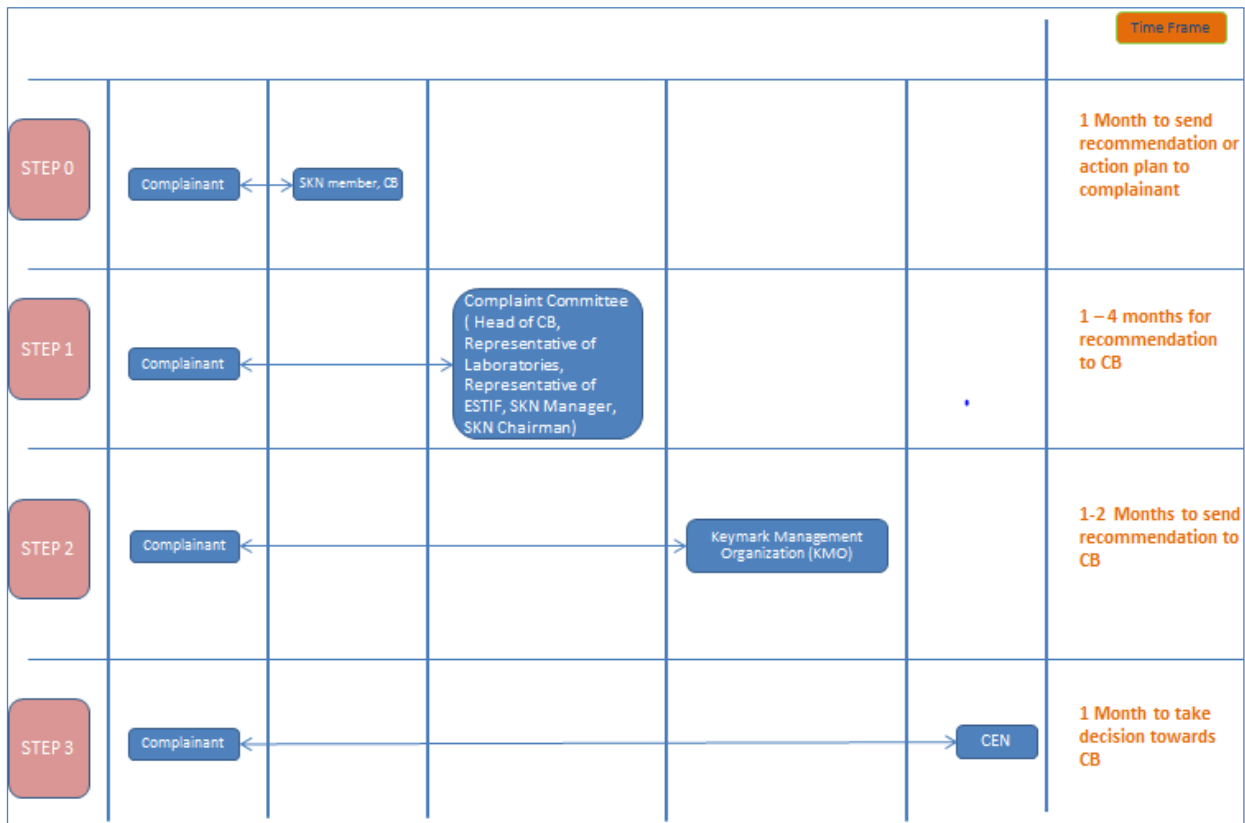 Time Frame
STEP 0
Complainant
SKN member, CB
1 Month to send
recommendation or
action plan to
complainant
STEP 1
Complainant
Complaint Committee
( Head of CB,
Representative of
Laboratories,
Representative of
ESTIF, SKN Manager,
SKN Chairman)
1 – 4 months for
recommendation
to CB
STEP 2
Complainant
Keymark Management
Organization (KMO)
1-2 Months to send
recommendation to
CB
STEP 3
Complainant
CEN
1 Month to take
decision towards
CB